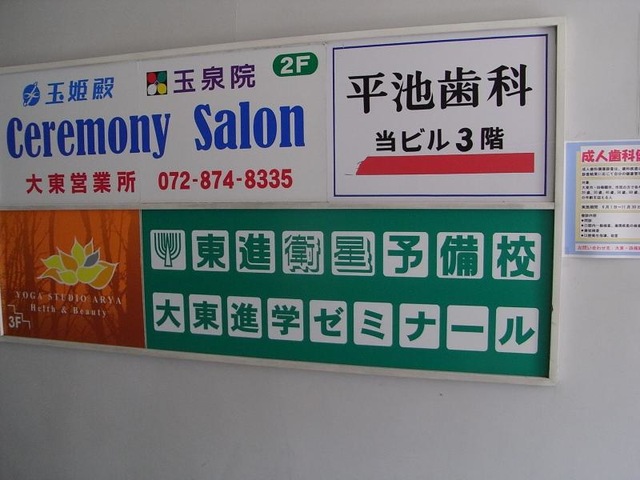 玉姫殿
玉泉院
2F
Ceremony Salon
大東営業所 072-874-8335
平池歯科
当ビル3階
YOGA STUDIO ARYA
Helth & Beauty
3F
東進衛星予備校
大東進学ゼミナール
成人歯科